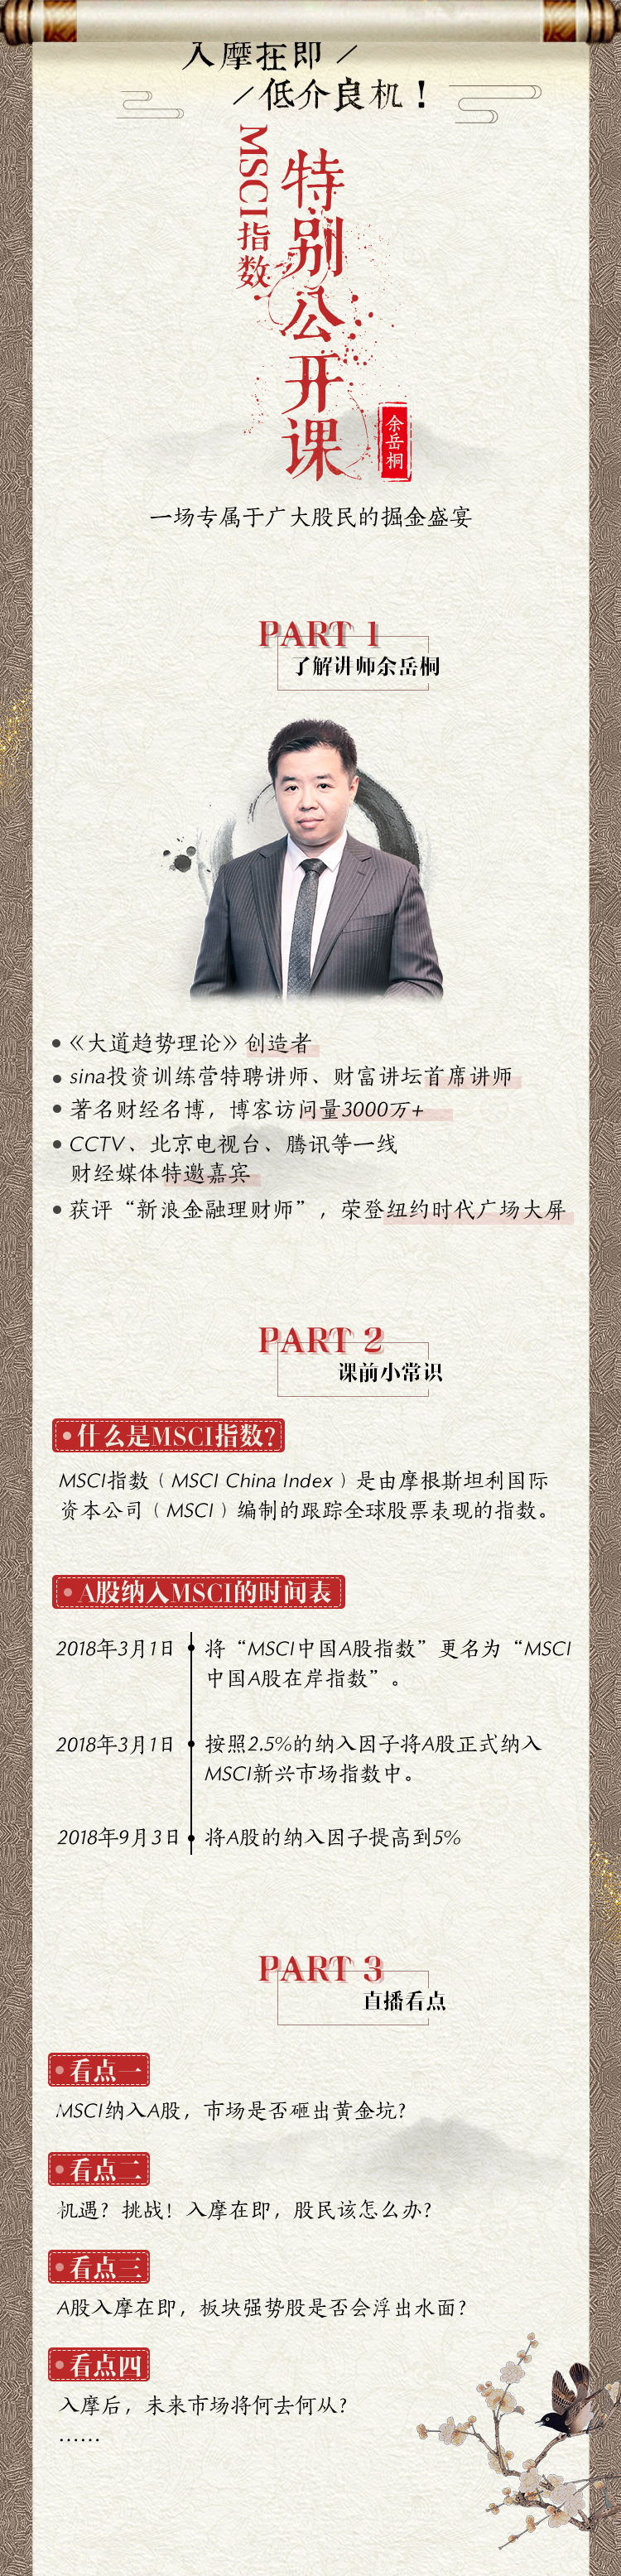 入摩在即／
／低介良机！
MSCI指数
特别公开课
余岳桐
一场专属于广大股民的掘金盛宴
PART 1
了解讲师余岳桐
《大道趋势理论》创造者
sina投资训练营特聘讲师、财富讲坛首席讲师
著名财经名博，博客访问量3000万+
CCTV、北京电视台、腾讯等一线
财经媒体特邀嘉宾
获评“新浪金融理财师”，荣登纽约时代广场大屏
PART 2
课前小常识
什么是MSCI指数?
MSCI指数（MSCI China Index）是由摩根斯坦利国际
资本公司（MSCI）编制的跟踪全球股票表现的指数。
A股纳入MSCI的时间表
2018年3月1日
将“MSCI中国A股指数”更名为“MSCI
中国A股在岸指数”。
2018年3月1日
按照2.5%的纳入因子将A股正式纳入
MSCI新兴市场指数中。
2018年9月3日
将A股的纳入因子提高到5%
PART 3
直播看点
看点一
MSCI纳入A股，市场是否砸出黄金坑?
看点二
机遇？挑战！入摩在即，股民该怎么办?
看点三
A股入摩在即，板块强势股是否会浮出水面?
看点四
入摩后，未来市场将何去何从?
……